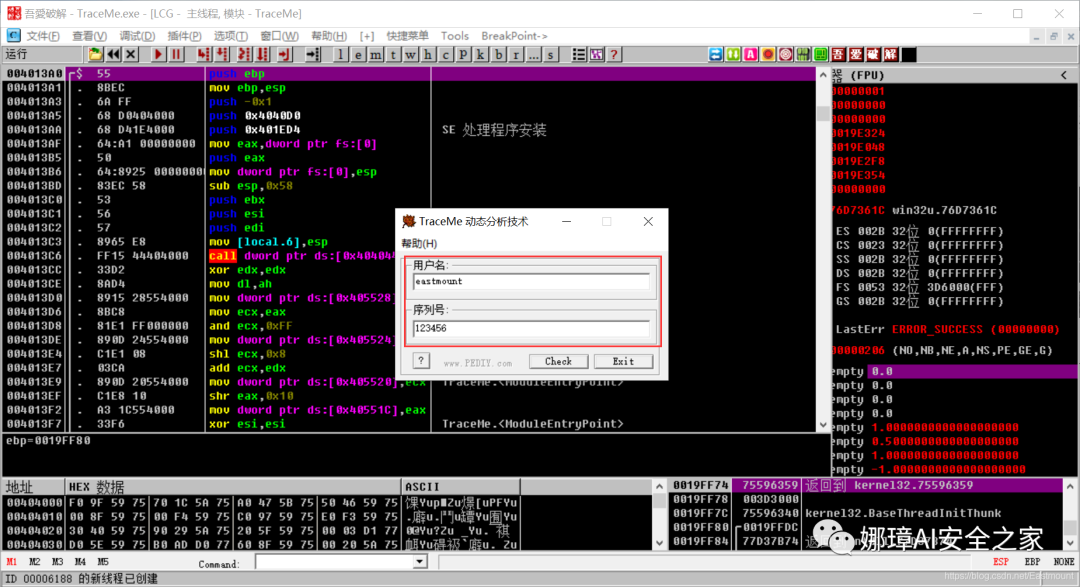 吾愛破解 - TraceMe.exe - [LCG - 主线程, 模块 - TraceMe]
文件(F) 查看(V) 调试(D) 插件(P) 选项(T) 窗口(W) 帮助(H) [+] 快捷菜单 Tools BreakPoint->
运行 l e m t w h c P k b r ... s ? 吾 爱 破 解
004013A0 $ 55 push ebp
004013A1 . 8BEC mov ebp,esp
004013A3 . 6A FF push -0x1
004013A5 . 68 D0404000 push 0x4040D0
004013AA . 68 D41E4000 push 0x401ED4 SE 处理程序安装
004013AF . 64:A1 00000000 mov eax,dword ptr fs:[0]
004013B5 . 50 push eax
004013B6 . 64:8925 0000000 mov dword ptr fs:[0],esp
004013BD . 83EC 58 sub esp,0x58
004013C0 . 53 push ebx
004013C1 . 56 push esi
004013C2 . 57 push edi
004013C3 . 8965 E8 mov [local.6],esp
004013C6 . FF15 44404000 call dword ptr ds:[0x40404
004013CC . 33D2 xor edx,edx
004013CE . 8AD4 mov dl,ah
004013D0 . 8915 28554000 mov dword ptr ds:[0x405528]
004013D6 . 8BC8 mov ecx,eax
004013D8 . 81E1 FF000000 and ecx,0xFF
004013DE . 890D 24554000 mov dword ptr ds:[0x405524]
004013E4 . C1E1 08 shl ecx,0x8
004013E7 . 03CA add ecx,edx
004013E9 . 890D 20554000 mov dword ptr ds:[0x405520],ecx TraceMe.<ModuleEntryPoint>
004013EF . C1E8 10 shr eax,0x10
004013F2 . A3 1C554000 mov dword ptr ds:[0x40551C],eax
004013F7 . 33F6 xor esi,esi TraceMe.<ModuleEntryPoint>
ebp=0019FF80
TraceMe 动态分析技术
帮助(H)
用户名:
eastmount
序列号:
123456
? www.PEDIY.com Check Exit
器 (FPU) <
00000001
00000000
00000000
0019E324
0019E048
0019E2F8
0019E354
00000000
76D7361C win32u.76D7361C
ES 002B 32位 0(FFFFFFFF)
CS 0023 32位 0(FFFFFFFF)
SS 002B 32位 0(FFFFFFFF)
DS 002B 32位 0(FFFFFFFF)
FS 0053 32位 3D6000(FFF)
GS 002B 32位 0(FFFFFFFF)
LastErr ERROR_SUCCESS (00000000)
00000206 (NO,NB,NE,A,NS,PE,GE,G)
empty 0.0
empty 0.0
empty 0.0
empty 0.0
empty 1.0000000000000000000
empty 0.5000000000000000000
empty 1.0000000000000000000
empty -1.0000000000000000000
地址 HEX 数据 ASCII
00404000 F0 9F 59 75 70 1C 5A 75 A0 47 5B 75 50 46 59 75
00404010 00 8F 59 75 00 F4 59 75 C0 97 59 75 E0 F3 59 75
00404020 30 40 59 75 90 29 5A 75 20 5F 59 75 00 03 D1 77
00404030 D0 5E 59 75 B0 AD D0 77 60 8F 59 75 00 20 5A 75
0019FF74 75596359 返回到 kernel32.75596359
0019FF78 003D3000
0019FF7C 75596340 kernel32.BaseThreadInitThunk
0019FF80 0019FFDC
0019FF84 77D37B74
娜璋AI安全之家
M1 M2 M3 M4 M5 Command: ESP EBP NONE
ID 00006188 的新线程已创建
https://blog.csdn.net/Eastmount